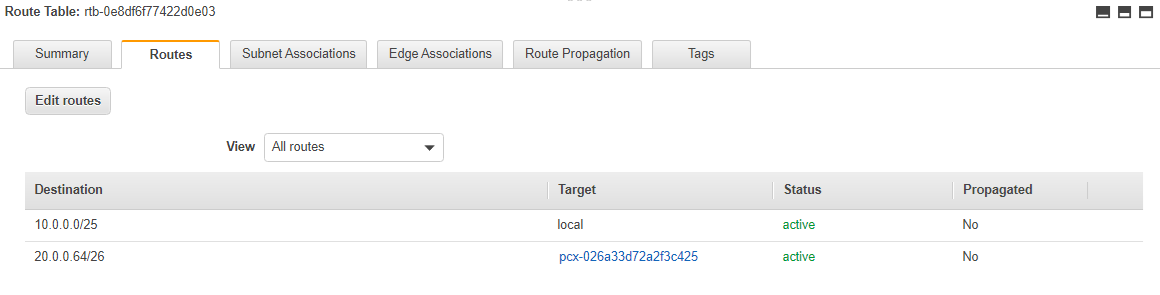 Route Table: rtb-0e8df6f77422d0e03
Summary Routes Subnet Associations Edge Associations Route Propagation Tags
Edit routes
View All routes
Destination Target Status Propagated
10.0.0.0/25 local active No
20.0.0.64/26 pcx-026a33d72a2f3c425 active No